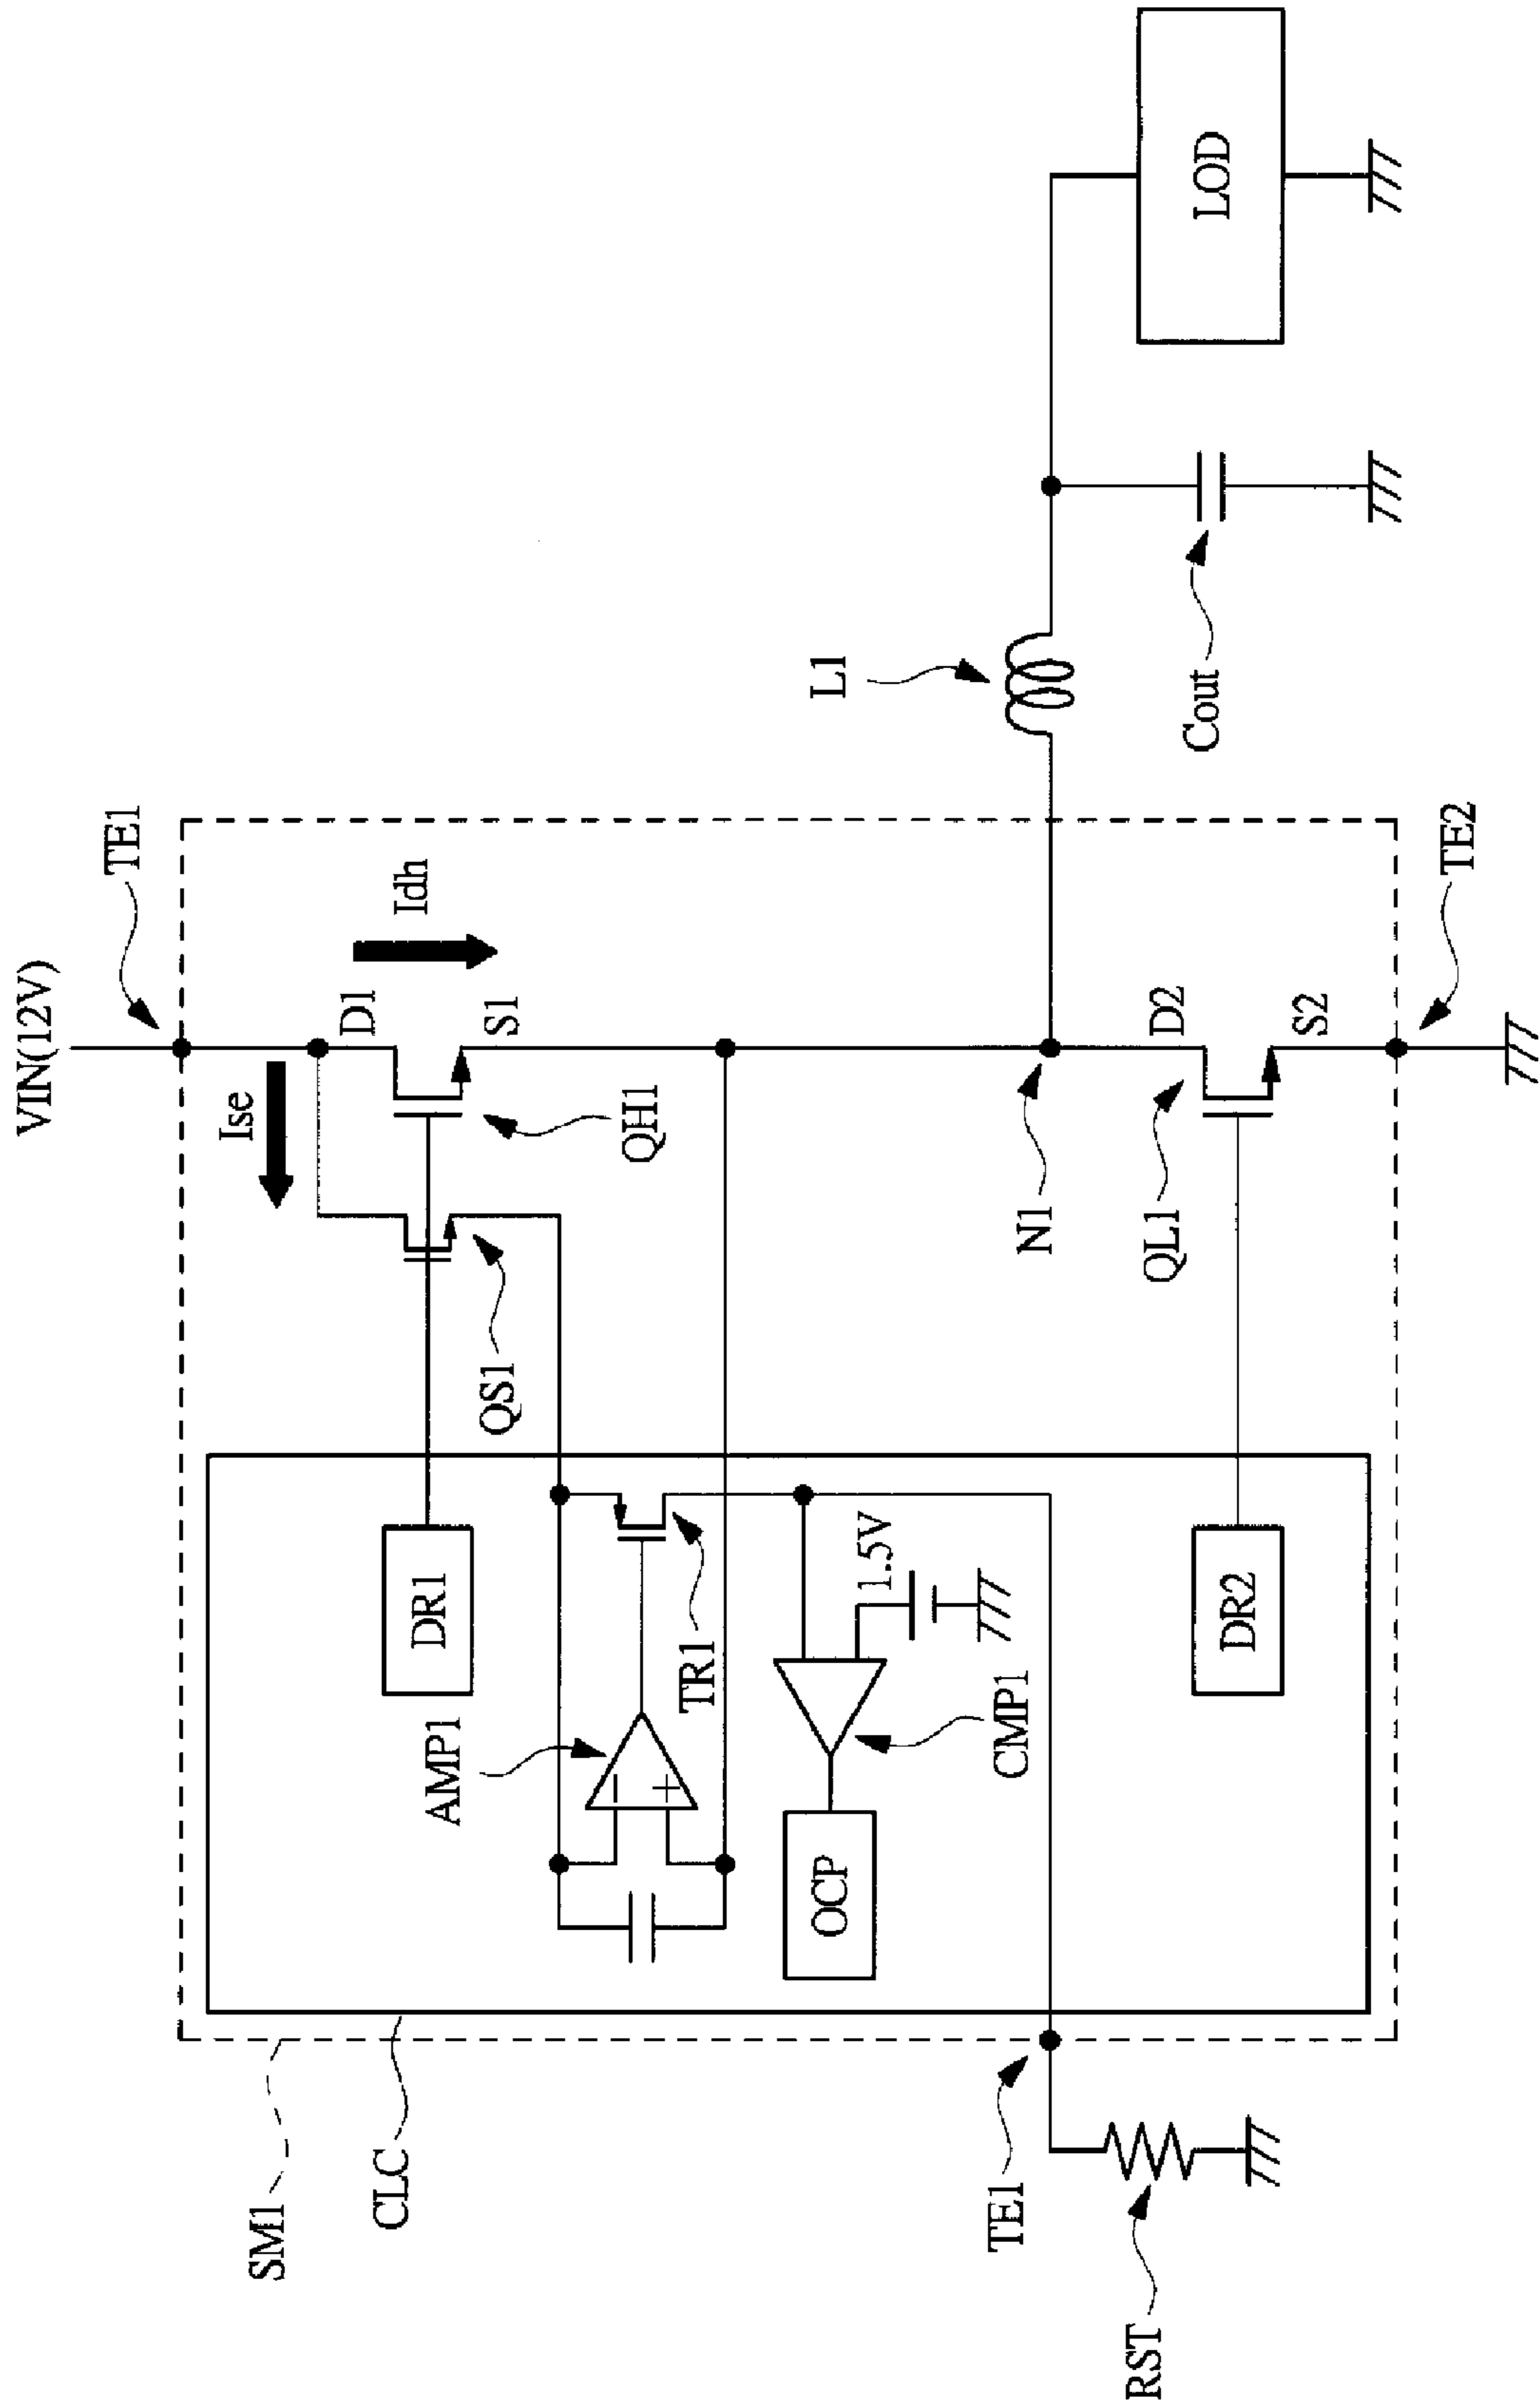 VIN(12V)
TE1
Ise
Idh
D1
S1
QH1
QS1
DR1
AMP1
TR1
1.5V
CMP1
OCP
N1
L1
D2
S2
QL1
DR2
TE2
Cout
LOD
SM1
CLC
TE1
RST
−
+